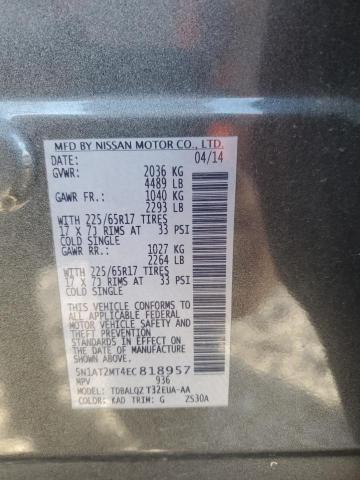 MFD BY NISSAN MOTOR CO., LTD.
DATE: 04/14
GVWR: 2036 KG
4489 LB
GAWR FR.: 1040 KG
2293 LB
WITH 225/65R17 TIRES
17 X 7J RIMS AT 33 PSI
COLD SINGLE
GAWR RR.: 1027 KG
2264 LB
WITH 225/65R17 TIRES
17 X 7J RIMS AT 33 PSI
COLD SINGLE
THIS VEHICLE CONFORMS TO
ALL APPLICABLE FEDERAL
MOTOR VEHICLE SAFETY
AND THEFT PREVENTION
STANDARDS IN EFFECT ON
THE DATE OF MANUFACTURE
SHOWN ABOVE.
5N1AT2MT4EC818957
MPV 936
MODEL: TDBALQZ T32EUA-AA
COLOR: KAD TRIM: G 2S30A